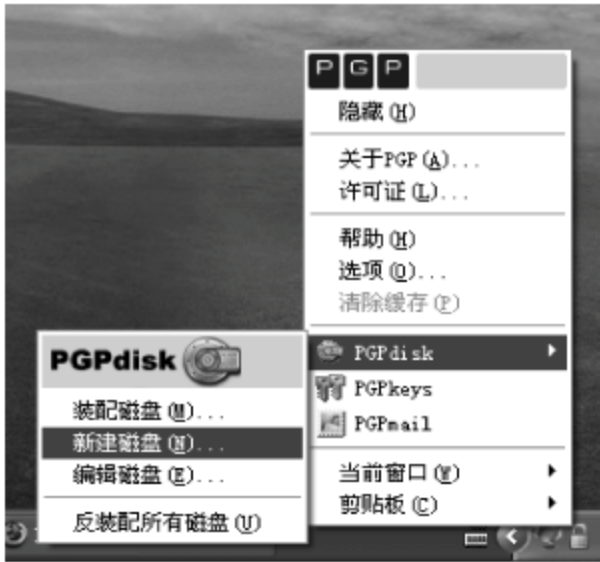 PGP
隐藏(H)
关于PGP(A)...
许可证(L)...
帮助(H)
选项(O)...
清除缓存(P)
PGPdisk
PGPkeys
PGPmail
当前窗口(W)
剪贴板(C)
PGPdisk
装配磁盘(M)...
新建磁盘(N)...
编辑磁盘(E)...
反装配所有磁盘(U)